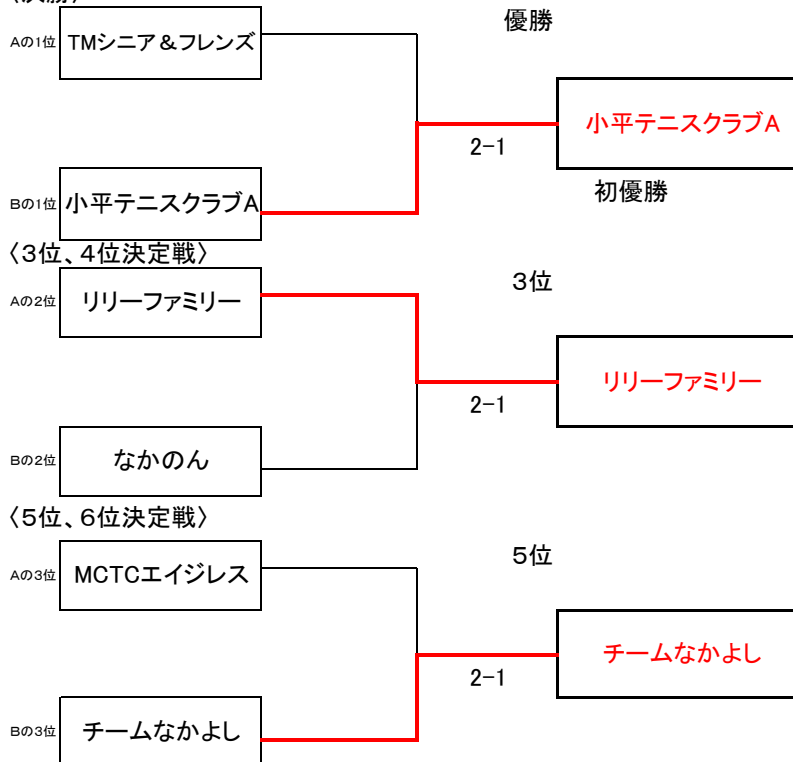 優勝
Aの1位 TMシニア＆フレンズ
小平テニスクラブA
2-1
初優勝
Bの1位 小平テニスクラブA
〈3位、4位決定戦〉
3位
Aの2位 リリーファミリー
リリーファミリー
2-1
Bの2位 なかのん
〈5位、6位決定戦〉
5位
Aの3位 MCTCエイジレス
チームなかよし
2-1
Bの3位 チームなかよし